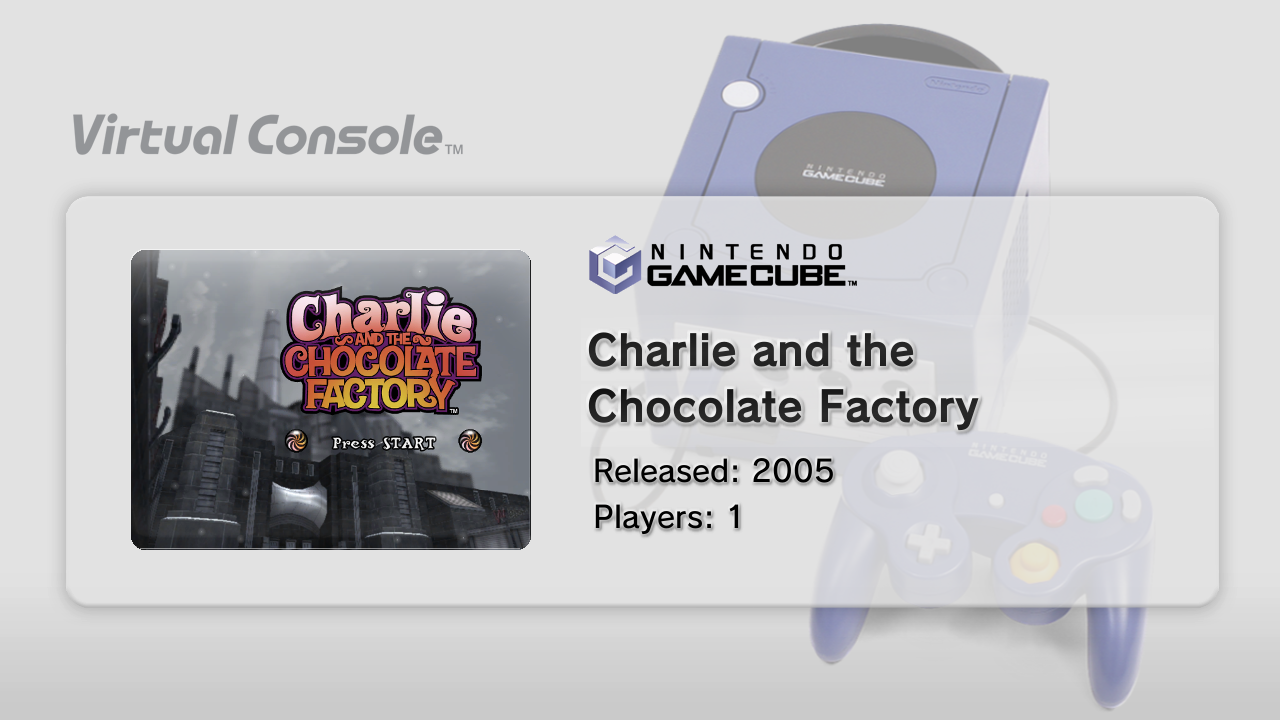 Nintendo
NINTENDO
GAMECUBE
Virtual Console™
NINTENDO
GAMECUBE™
Charlie
AND THE
CHOCOLATE
FACTORY™
Press START
Charlie and the
Chocolate Factory
Released: 2005
Players: 1
NINTENDO
GAMECUBE